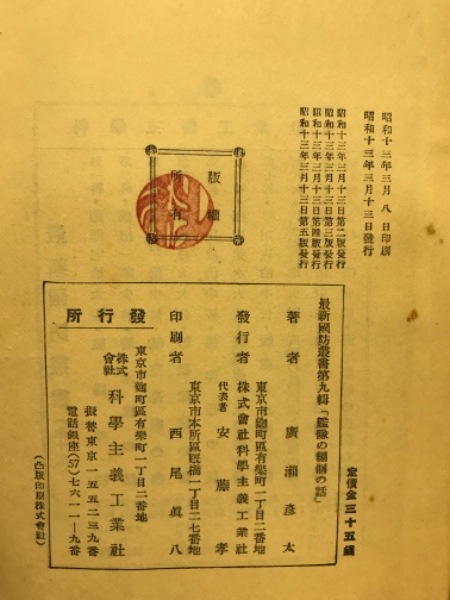 昭和十三年三月八日印刷
昭和十三年三月十三日發行
昭和十三年三月十三日第二版發行
昭和十三年三月十三日第三版發行
昭和十三年三月十三日第四版發行
昭和十三年三月十三日第五版發行
版權
所有
定價金三十五錢
最新國防叢書第九輯「艦隊の編制の話」
著者 廣瀬彦太
東京市麴町區有樂町一丁目二番地
發行者 株式會社科學主義工業社
代表者 安藤孝
東京市本所區厩橋一丁目二七番地
印刷者 西尾眞八
發行所
東京市麴町區有樂町一丁目二番地
株式會社 科學主義工業社
振替東京一五五二三九番
電話銀座(57)七六一一―九番
(凸版印刷株式會社)